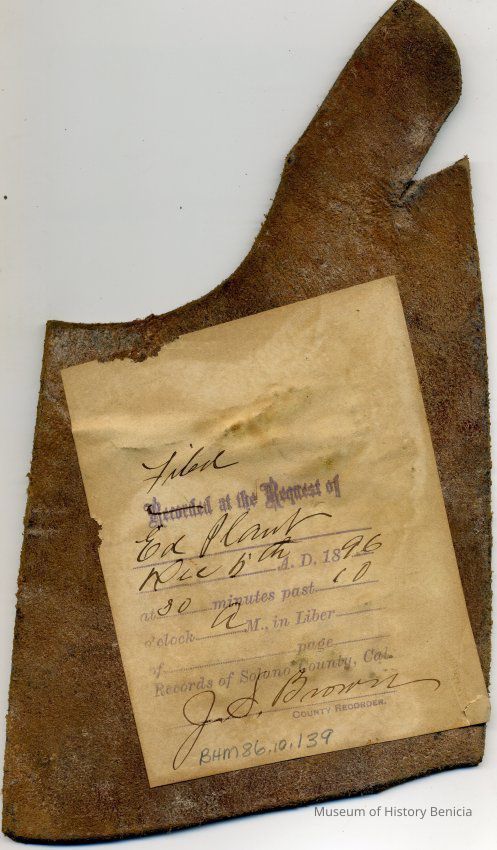 Filed
Recorded at the Request of
Ed Plant
Dec 5th A. D. 1896
at 30 minutes past 10
o'clock A M., in Liber
of page
Records of Solano County, Cal.
J. S. Brown
COUNTY RECORDER.
BHM86.10.139
Museum of History Benicia